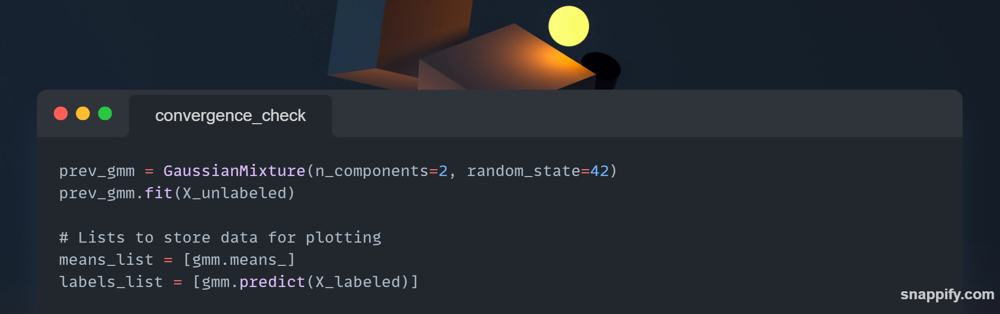 convergence_check
prev_gmm = GaussianMixture(n_components=2, random_state=42)
prev_gmm.fit(X_unlabeled)
# Lists to store data for plotting
means_list = [gmm.means_]
labels_list = [gmm.predict(X_labeled)]
snappify.com